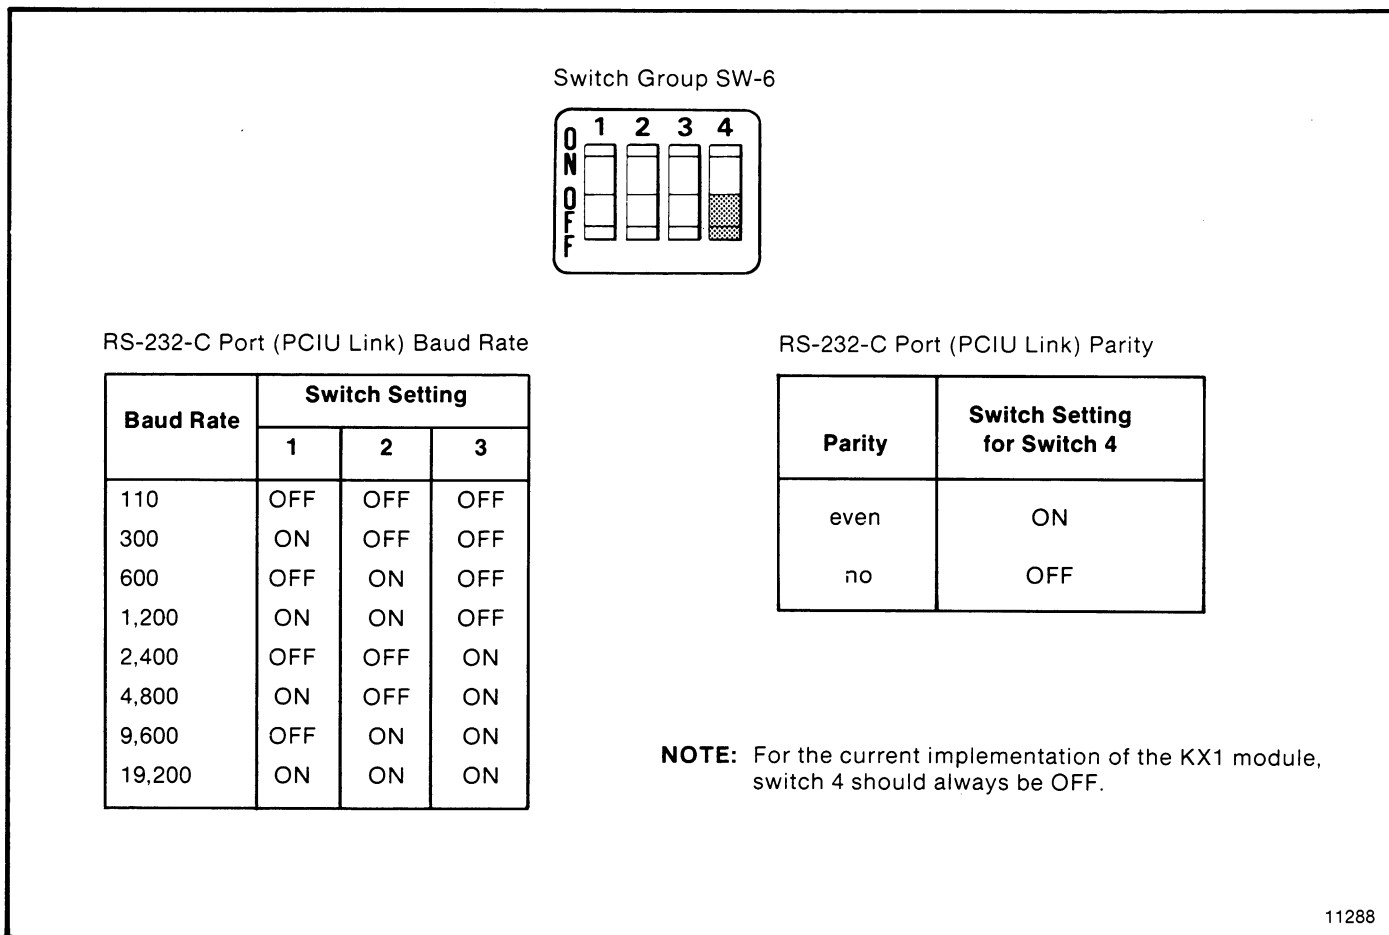 Switch Group SW-6
ON OFF
1 2 3 4
RS-232-C Port (PCIU Link) Baud Rate
Baud Rate Switch Setting
1 2 3
110 OFF OFF OFF
300 ON OFF OFF
600 OFF ON OFF
1,200 ON ON OFF
2,400 OFF OFF ON
4,800 ON OFF ON
9,600 OFF ON ON
19,200 ON ON ON
RS-232-C Port (PCIU Link) Parity
Parity Switch Setting
for Switch 4
even ON
no OFF
NOTE: For the current implementation of the KX1 module,
switch 4 should always be OFF.
11288